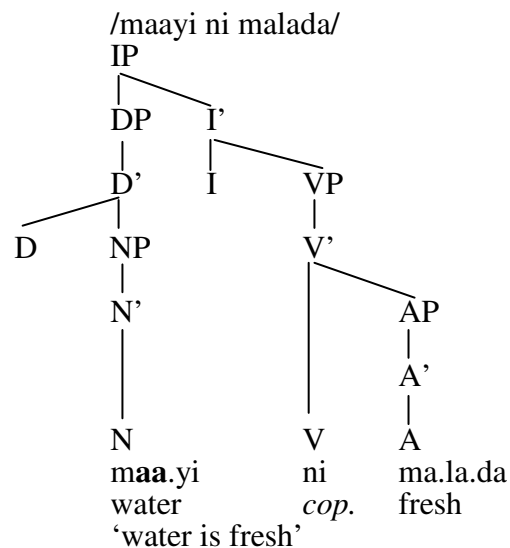 /maayi ni malada/
IP
DP I’
D’ I VP
D NP V’
N’ AP
A’
N V A
maa.yi ni ma.la.da
water cop. fresh
‘water is fresh’